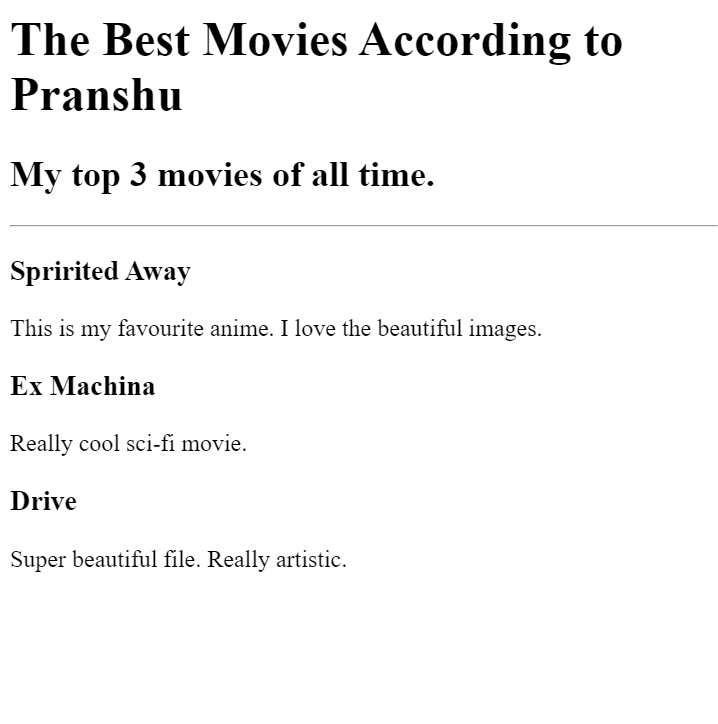 The Best Movies According to
Pranshu
My top 3 movies of all time.
Spririted Away
This is my favourite anime. I love the beautiful images.
Ex Machina
Really cool sci-fi movie.
Drive
Super beautiful file. Really artistic.